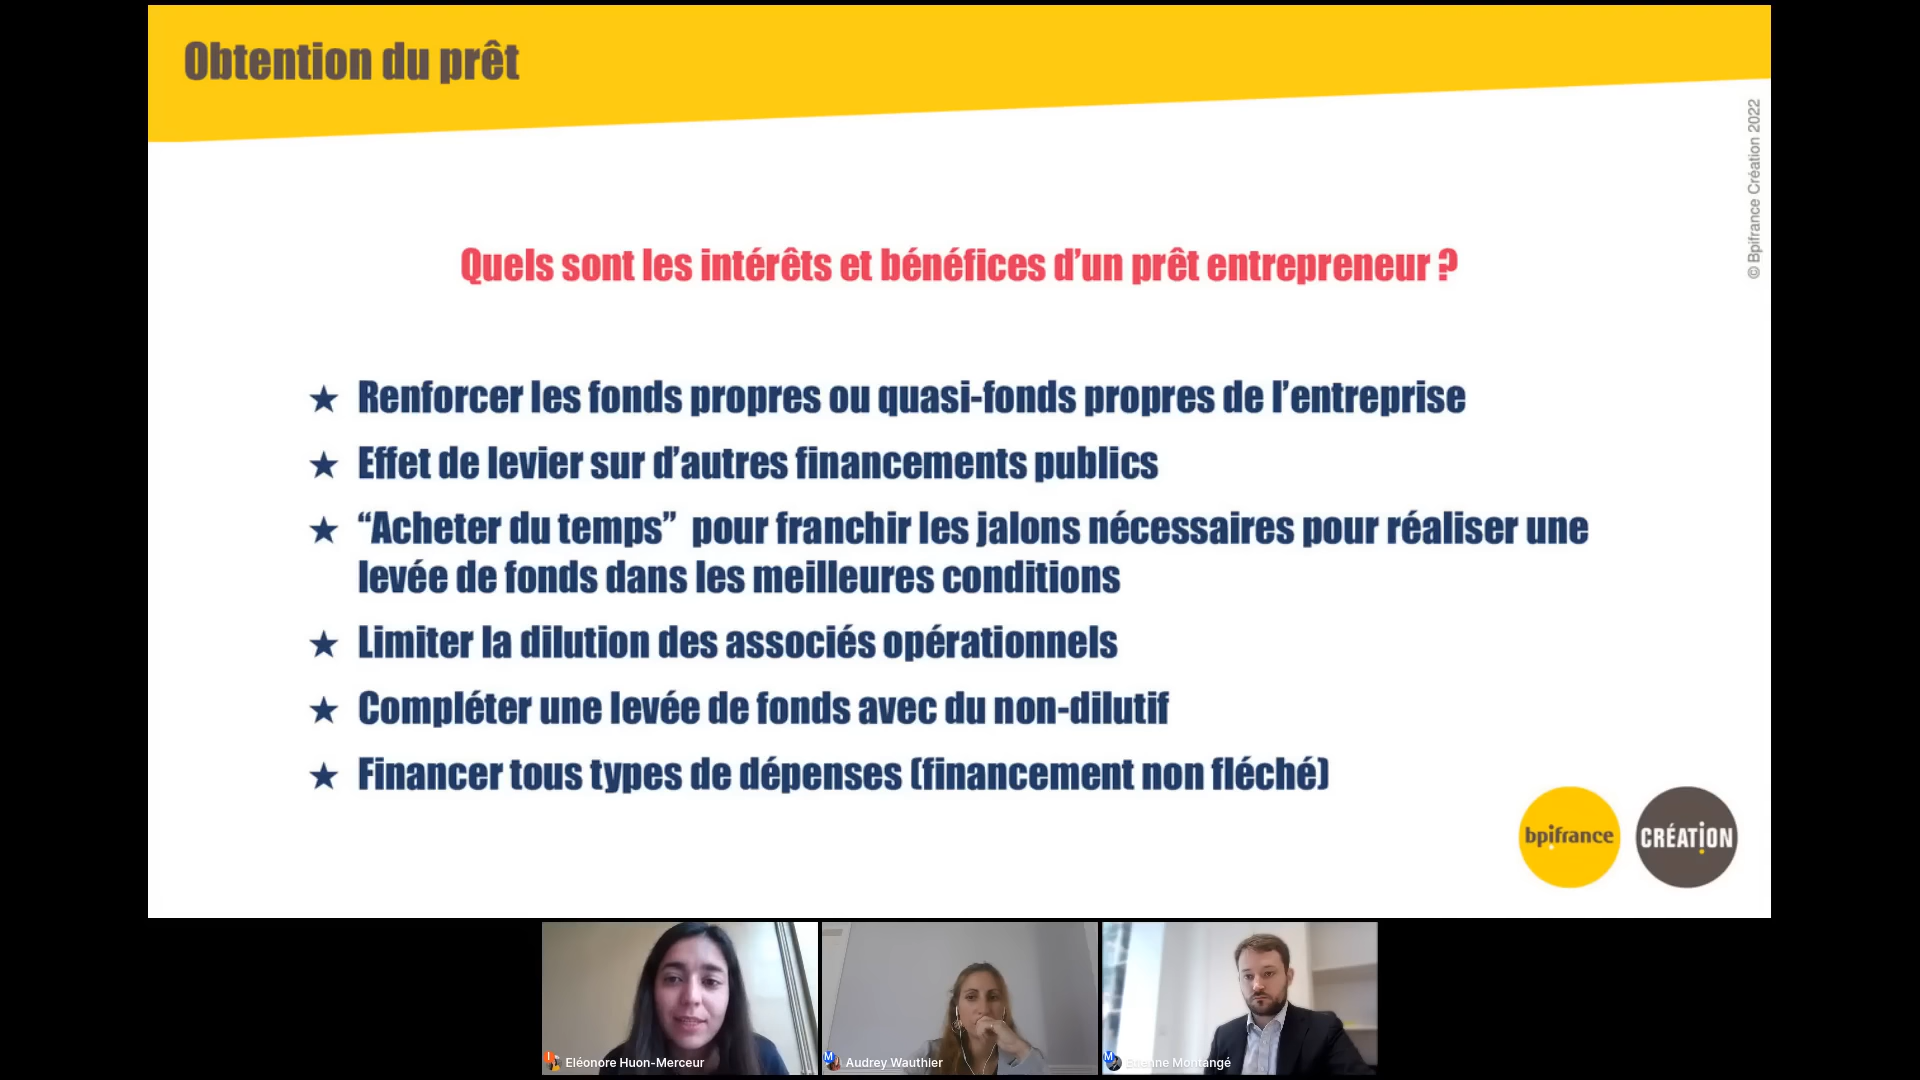 Obtention du prêt
© Bpifrance Création 2022
Quels sont les intérêts et bénéfices d’un prêt entrepreneur ?
★ Renforcer les fonds propres ou quasi-fonds propres de l’entreprise
★ Effet de levier sur d’autres financements publics
★ “Acheter du temps” pour franchir les jalons nécessaires pour réaliser une
levée de fonds dans les meilleures conditions
★ Limiter la dilution des associés opérationnels
★ Compléter une levée de fonds avec du non-dilutif
★ Financer tous types de dépenses (financement non fléché)
bpifrance
CRÉATION
Eléonore Huon-Merceur
Audrey Wauthier
Montangé